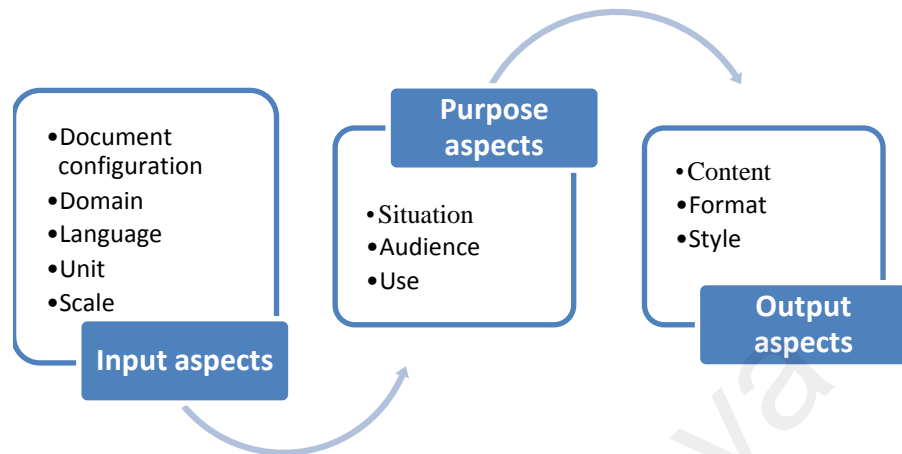 •Document
configuration
•Domain
•Language
•Unit
•Scale
Input aspects
Purpose
aspects
•Situation
•Audience
•Use
•Content
•Format
•Style
Output
aspects